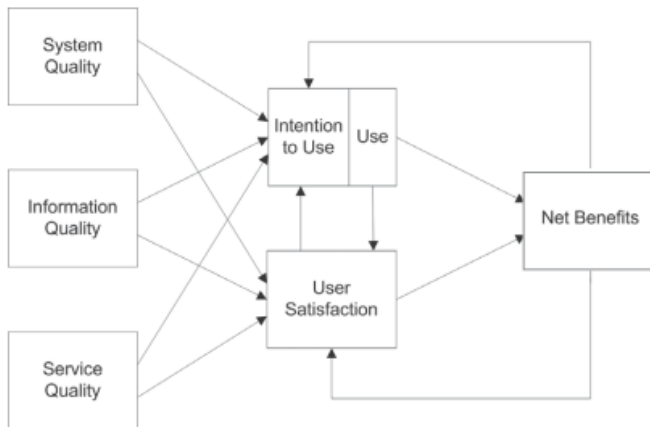 System
Quality
Intention
to Use
Use
Information
Quality
Net Benefits
User
Satisfaction
Service
Quality